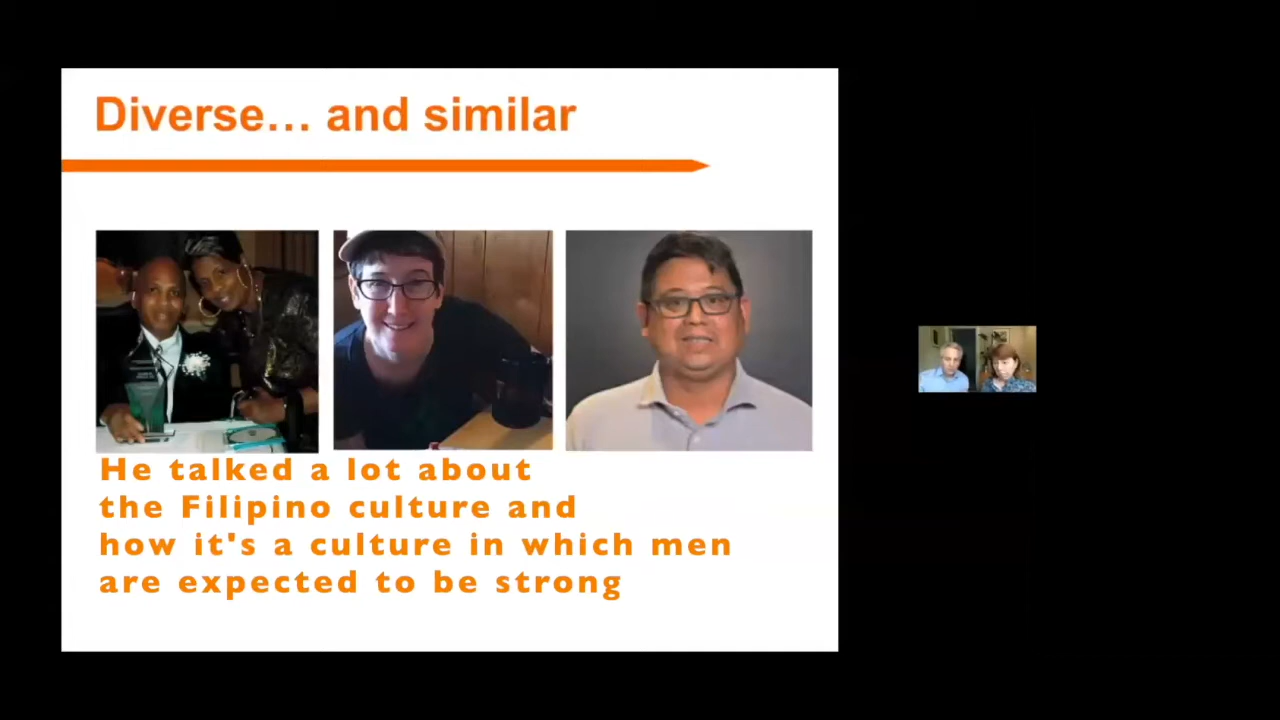 Diverse… and similar
He talked a lot about
the Filipino culture and
how it's a culture in which men
are expected to be strong